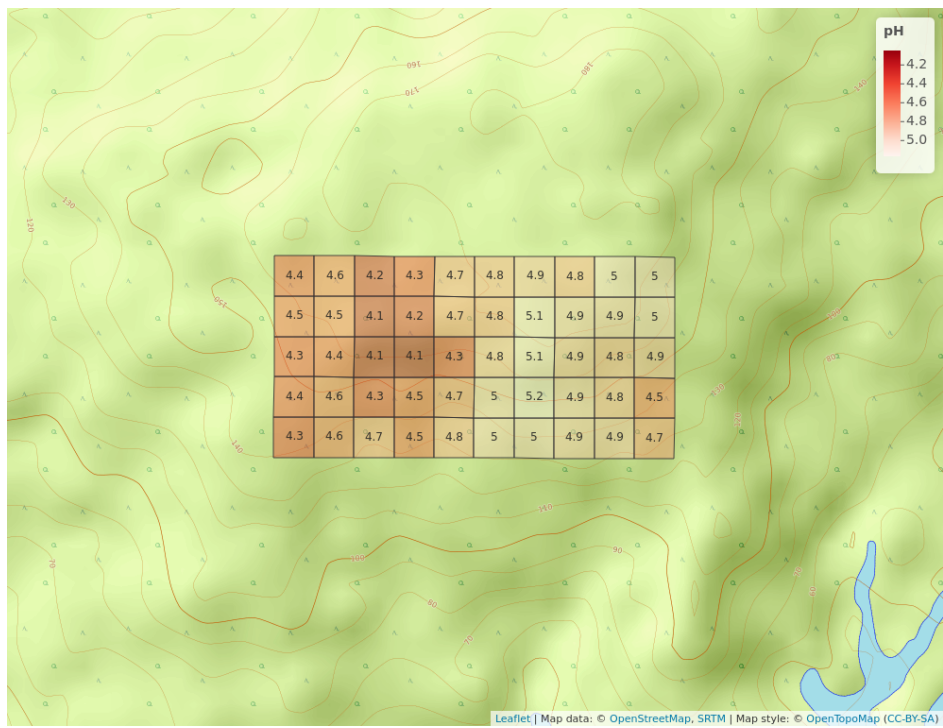 pH
4.2
4.4
4.6
4.8
5.0
160
180
170
140
130
120
150
4.4 4.6 4.2 4.3 4.7 4.8 4.9 4.8 5 5
4.5 4.5 4.1 4.2 4.7 4.8 5.1 4.9 4.9 5
4.3 4.4 4.1 4.1 4.3 4.8 5.1 4.9 4.8 4.9
4.4 4.6 4.3 4.5 4.7 5 5.2 4.9 4.8 4.5
4.3 4.6 4.7 4.5 4.8 5 5 4.9 4.9 4.7
140
110
90
100
70
80
70
Leaflet | Map data: © OpenStreetMap, SRTM | Map style: © OpenTopoMap (CC-BY-SA)